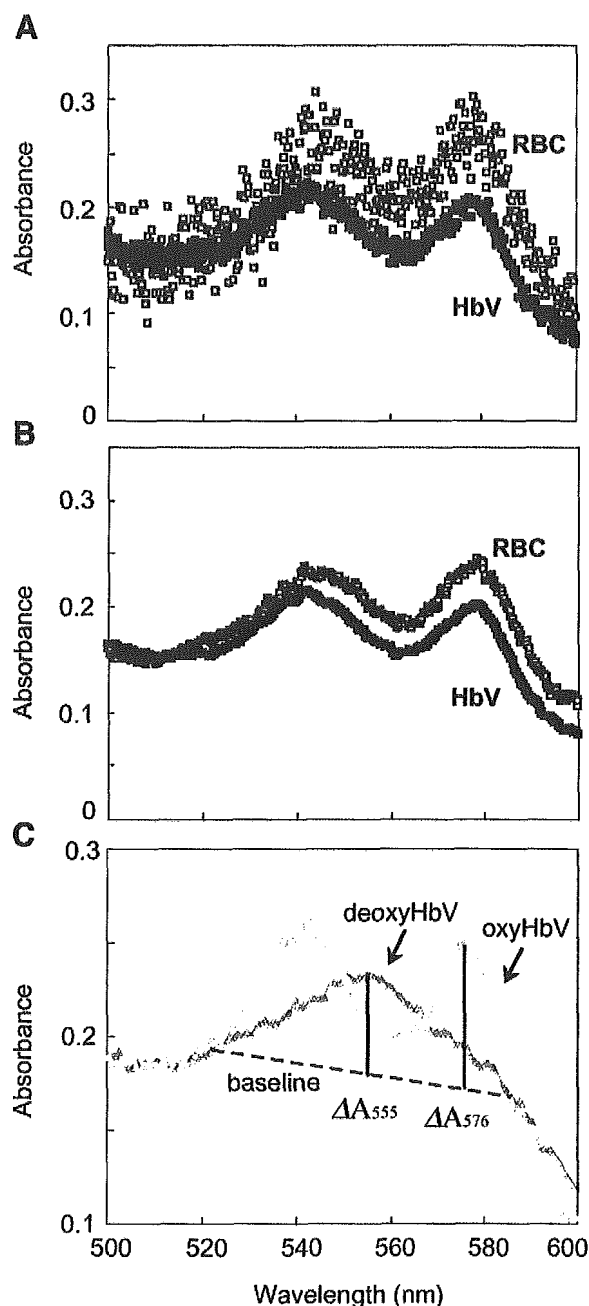 A
0.3
0.2
0.1
0
Absorbance
RBC
HbV
B
0.3
0.2
0.1
0
Absorbance
RBC
HbV
C
0.3
0.2
0.1
Absorbance
deoxyHbV
oxyHbV
baseline
ΔA555
ΔA576
500 520 540 560 580 600
Wavelength (nm)